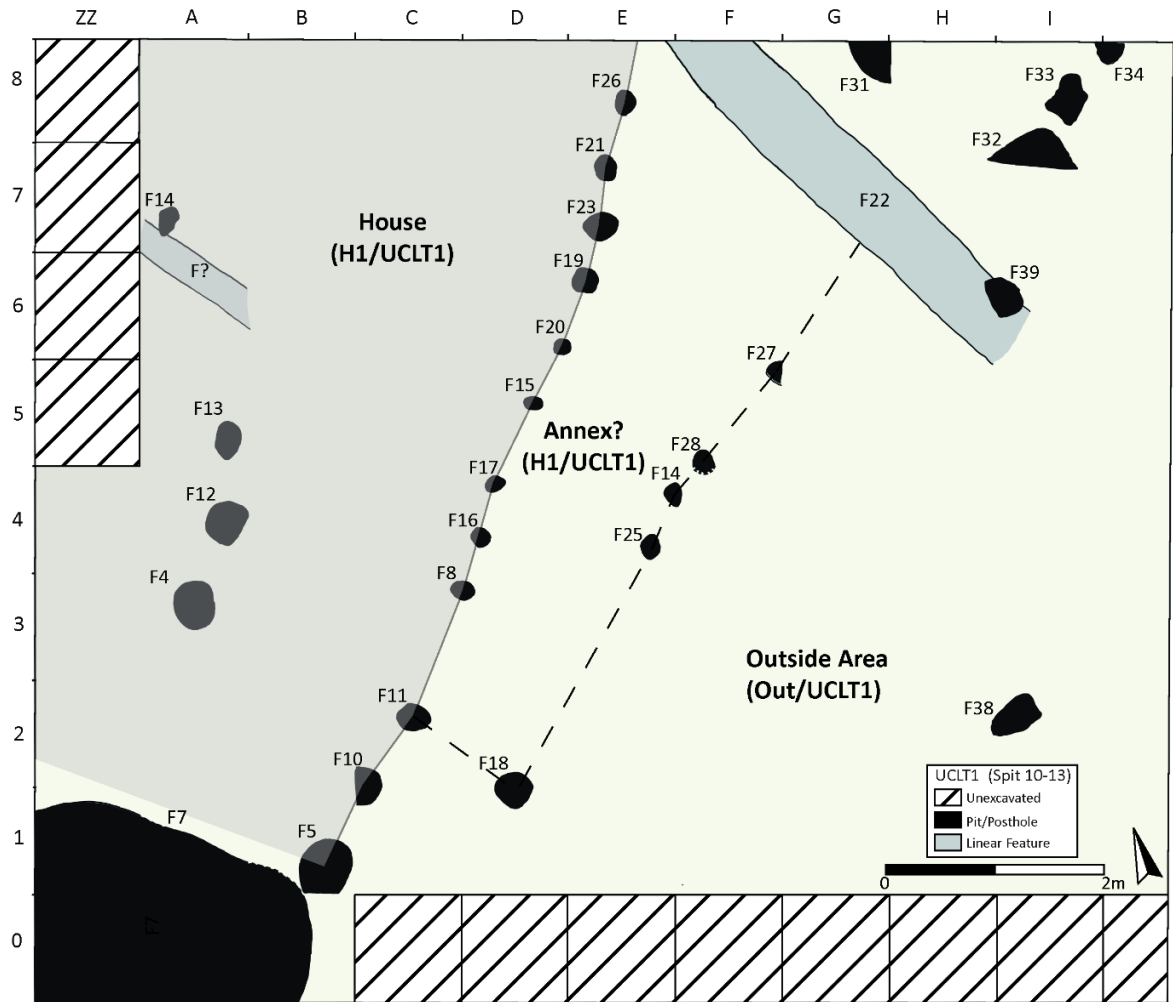 ZZ A B C D E F G H I
8
F26
F31
F33
F34
F21
F32
7
F14
F23
F22
House
(H1/UCLT1)
F?
F19
F39
6
F20
F27
F15
5
F13
Annex?
(H1/UCLT1)
F28
F17
F14
F12
4
F16
F25
F8
F4
3
Outside Area
(Out/UCLT1)
F11
F38
2
F10
F18
UCLT1 (Spit 10-13)
Unexcavated
Pit/Posthole
Linear Feature
F7
F5
1
0 2m
F7
0